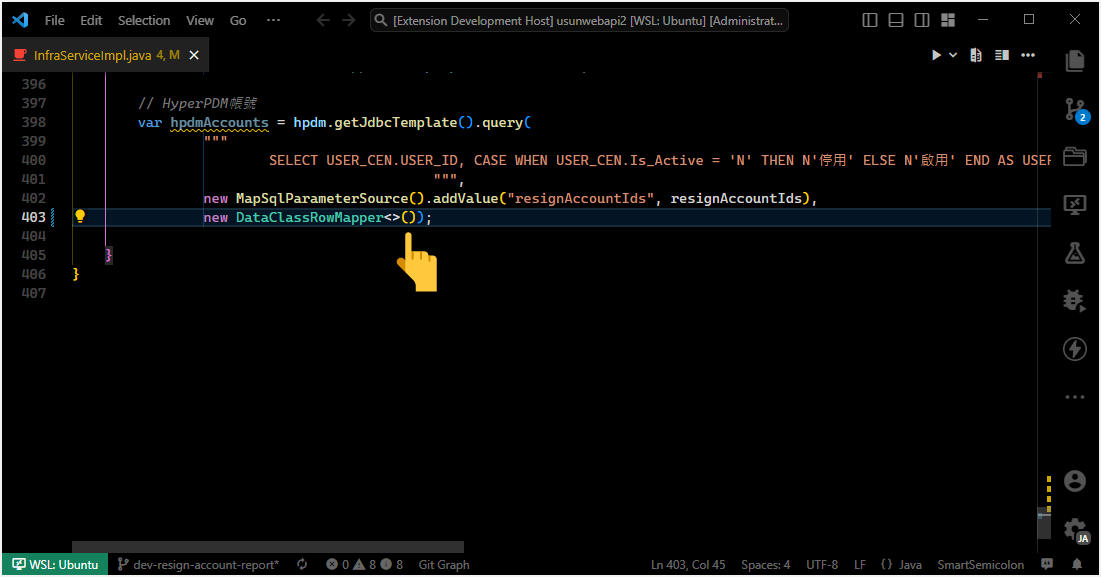 File Edit Selection View Go ··· [Extension Development Host] usunwebapi2 [WSL: Ubuntu] [Administrat...
InfraServiceImpl.java 4, M
396
397 // HyperPDM帳號
398 var hpdmAccounts = hpdm.getJdbcTemplate().query(
399 """
400 SELECT USER_CEN.USER_ID, CASE WHEN USER_CEN.Is_Active = 'N' THEN N'停用' ELSE N'啟用' END AS USER
401 """,
402 new MapSqlParameterSource().addValue("resignAccountIds", resignAccountIds),
403 new DataClassRowMapper<>());
404
405 }
406 }
407
2
JA
WSL: Ubuntu dev-resign-account-report* 0 8 8 Git Graph Ln 403, Col 45 Spaces: 4 UTF-8 LF {} Java SmartSemicolon